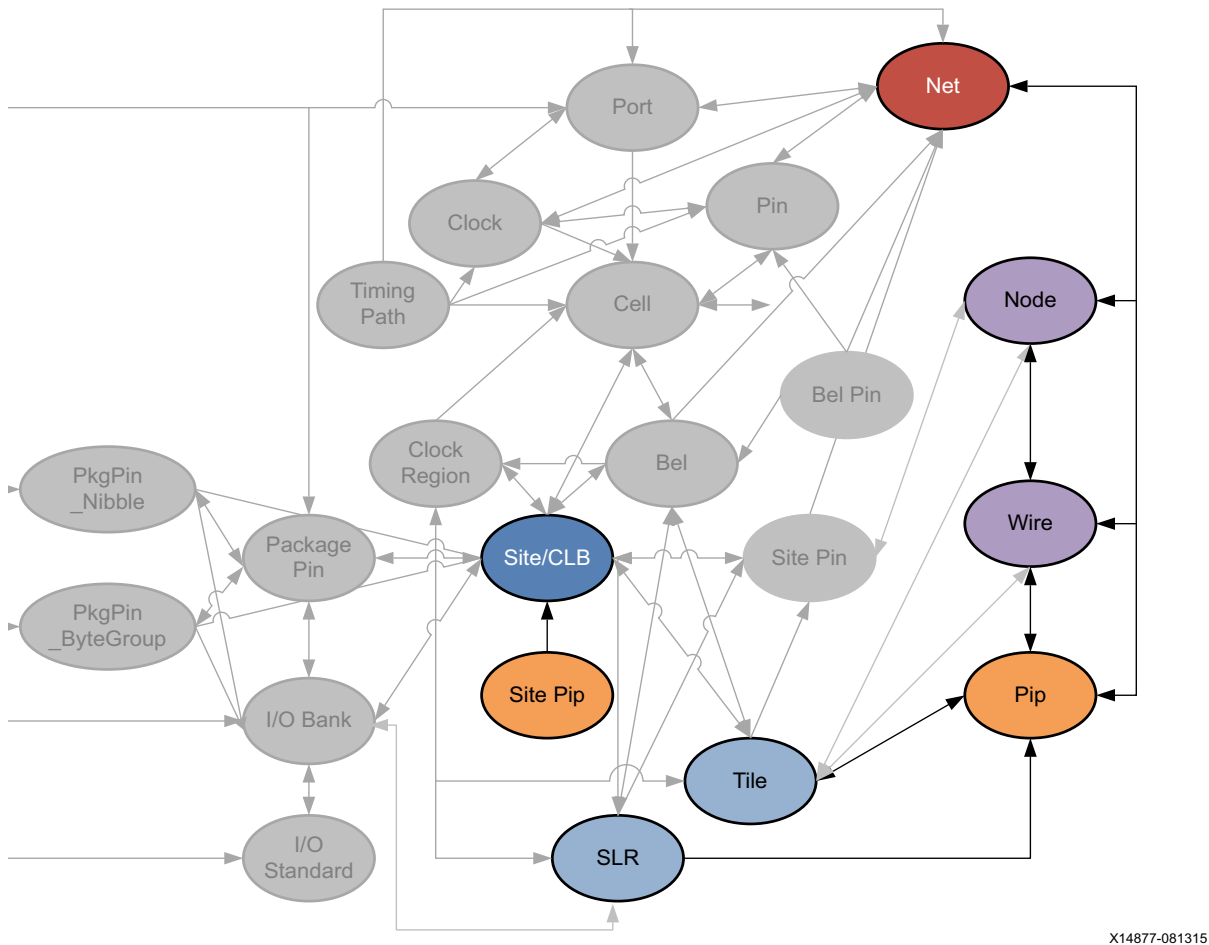 Net
Port
Pin
Clock
Timing
Path
Cell
Node
Bel Pin
Clock
Region
Bel
PkgPin
_Nibble
Wire
Package
Pin
Site/CLB
Site Pin
PkgPin
_ByteGroup
Site Pip
Pip
I/O Bank
Tile
I/O
Standard
SLR
X14877-081315